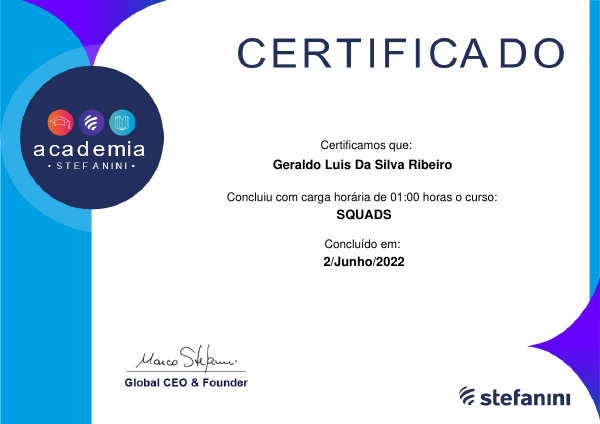 CERTIFICADO
academia
• STEFANINI •
Certificamos que:
Geraldo Luis Da Silva Ribeiro
Concluiu com carga horária de 01:00 horas o curso:
SQUADS
Concluído em:
2/Junho/2022
Marco Stefanini
Global CEO & Founder
stefanini